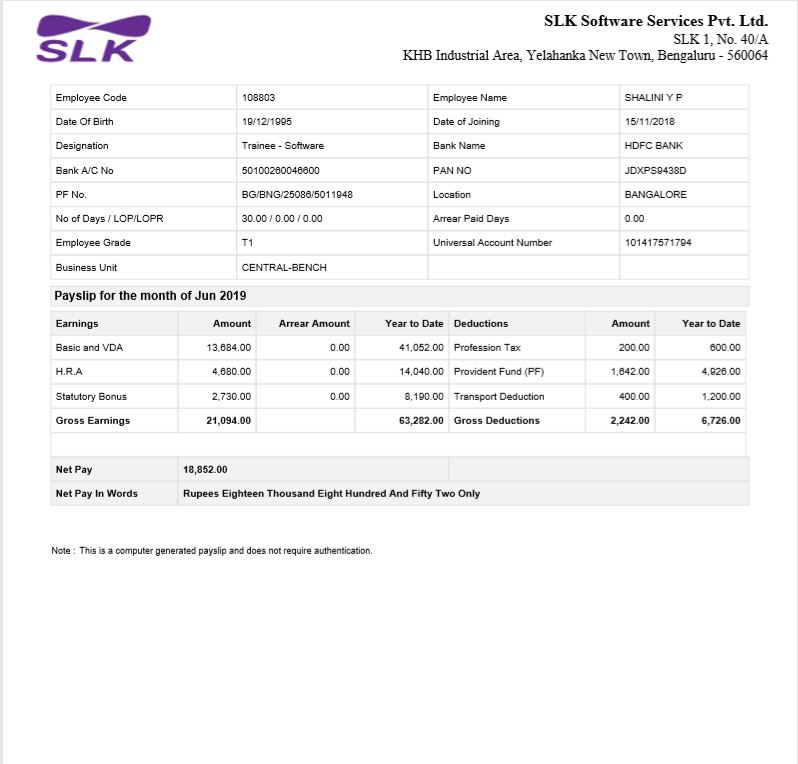 SLK
SLK Software Services Pvt. Ltd.
SLK 1, No. 40/A
KHB Industrial Area, Yelahanka New Town, Bengaluru - 560064
Employee Code 108803 Employee Name SHALINI Y P
Date Of Birth 19/12/1995 Date of Joining 15/11/2018
Designation Trainee - Software Bank Name HDFC BANK
Bank A/C No 50100260046600 PAN NO JDXPS9438D
PF No. BG/BNG/25086/5011948 Location BANGALORE
No of Days / LOP/LOPR 30.00 / 0.00 / 0.00 Arrear Paid Days 0.00
Employee Grade T1 Universal Account Number 101417571794
Business Unit CENTRAL-BENCH
Payslip for the month of Jun 2019
Earnings Amount Arrear Amount Year to Date Deductions Amount Year to Date
Basic and VDA 13,684.00 0.00 41,052.00 Profession Tax 200.00 600.00
H.R.A 4,680.00 0.00 14,040.00 Provident Fund (PF) 1,642.00 4,926.00
Statutory Bonus 2,730.00 0.00 8,190.00 Transport Deduction 400.00 1,200.00
Gross Earnings 21,094.00 63,282.00 Gross Deductions 2,242.00 6,726.00
Net Pay 18,852.00
Net Pay In Words Rupees Eighteen Thousand Eight Hundred And Fifty Two Only
Note : This is a computer generated payslip and does not require authentication.